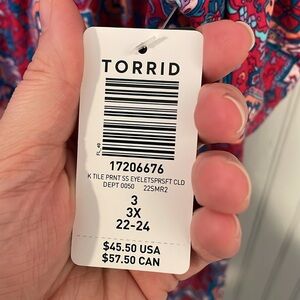 TORRID
FL_49
17206676
K TILE PRNT SS EYELETSPRSFT CLD
DEPT 0050 22SMR2
3
3X
22-24
$45.50 USA
$57.50 CAN